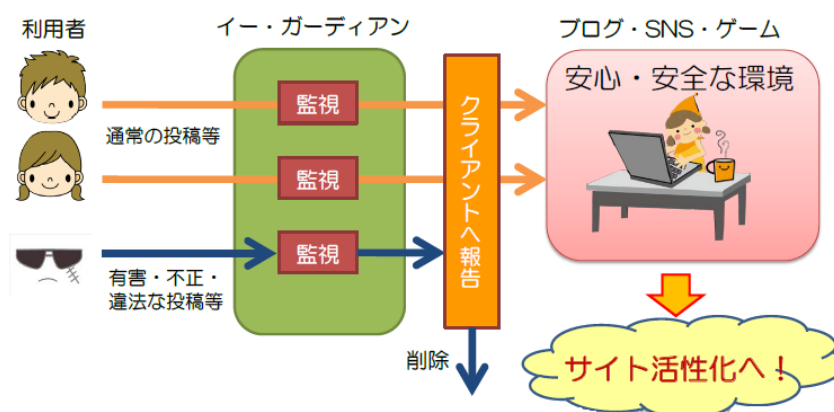 利用者
イー・ガーディアン
ブログ・SNS・ゲーム
監視
通常の投稿等
監視
監視
有害・不正・
違法な投稿等
クライアントへ報告
削除
安心・安全な環境
サイト活性化へ！